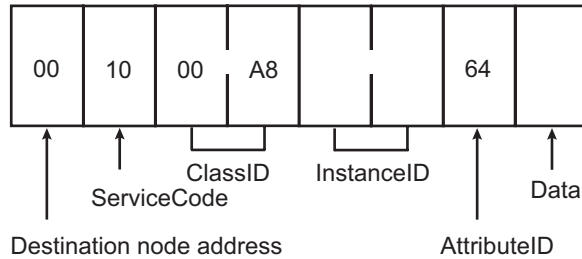 00 10 00 A8 64
ClassID InstanceID
ServiceCode Data
Destination node address AttributeID